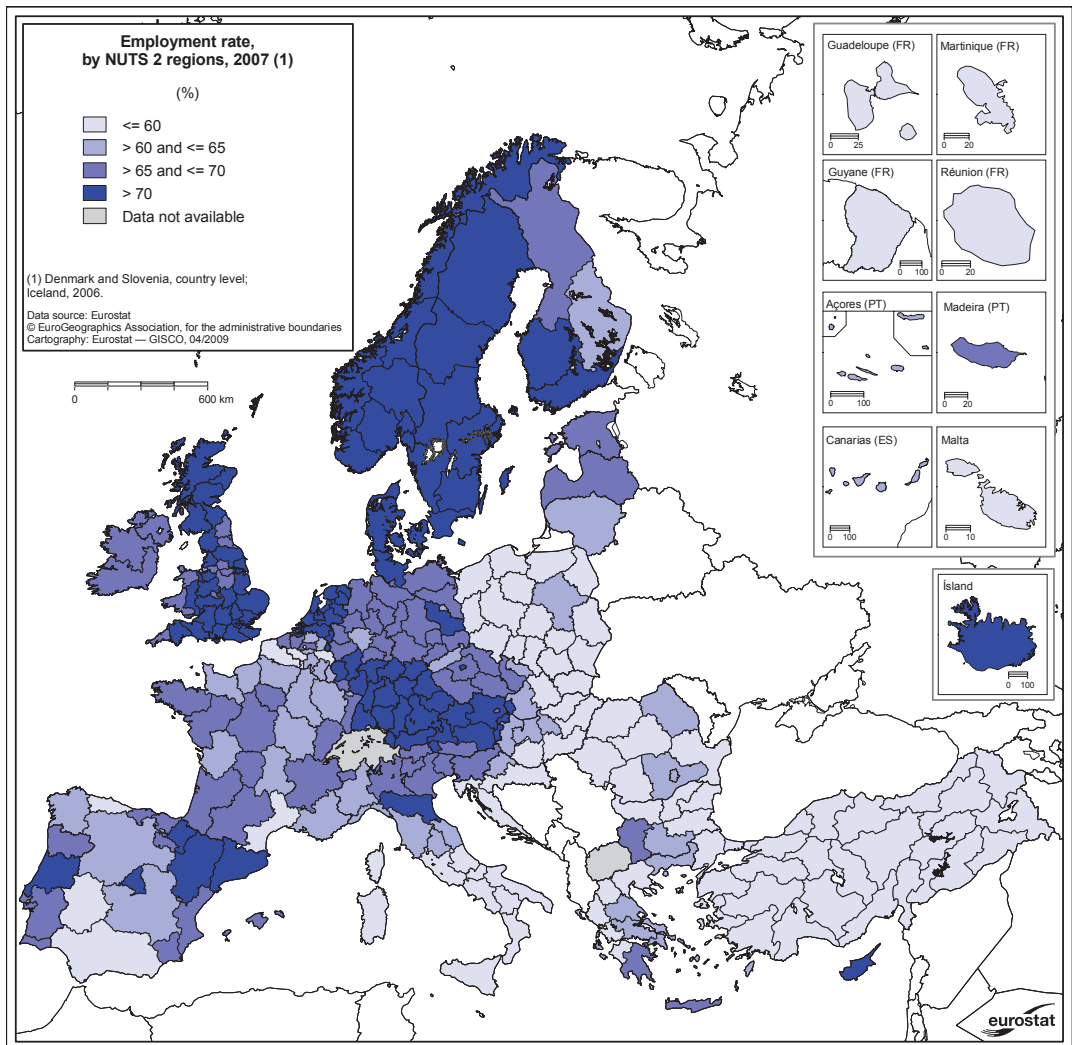 Employment rate,
by NUTS 2 regions, 2007 (1)
(%)
<= 60
> 60 and <= 65
> 65 and <= 70
> 70
Data not available
(1) Denmark and Slovenia, country level;
Iceland, 2006.
Data source: Eurostat
© EuroGeographics Association, for the administrative boundaries
Cartography: Eurostat — GISCO, 04/2009
0 600 km
Guadeloupe (FR)
0 25
Martinique (FR)
0 20
Guyane (FR)
0 100
Réunion (FR)
0 20
Açores (PT)
0 100
Madeira (PT)
0 20
Canarias (ES)
0 100
Malta
0 10
Ísland
0 100
eurostat